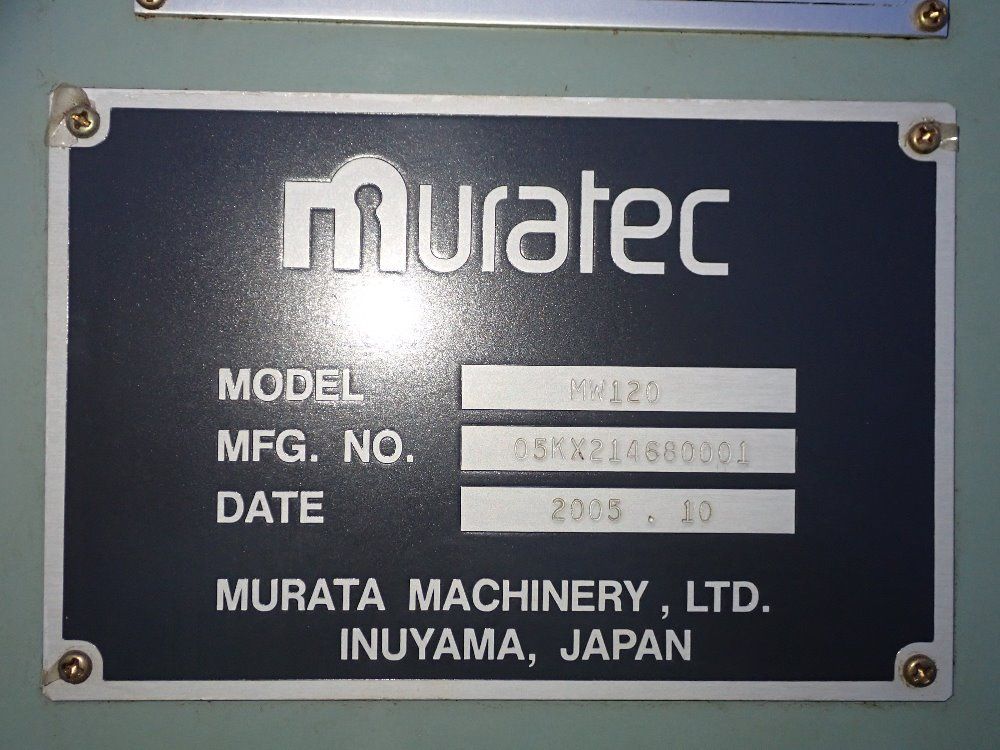 muratec
MODEL MW120
MFG. NO. 05KX214680001
DATE 2005 . 10
MURATA MACHINERY, LTD.
INUYAMA, JAPAN